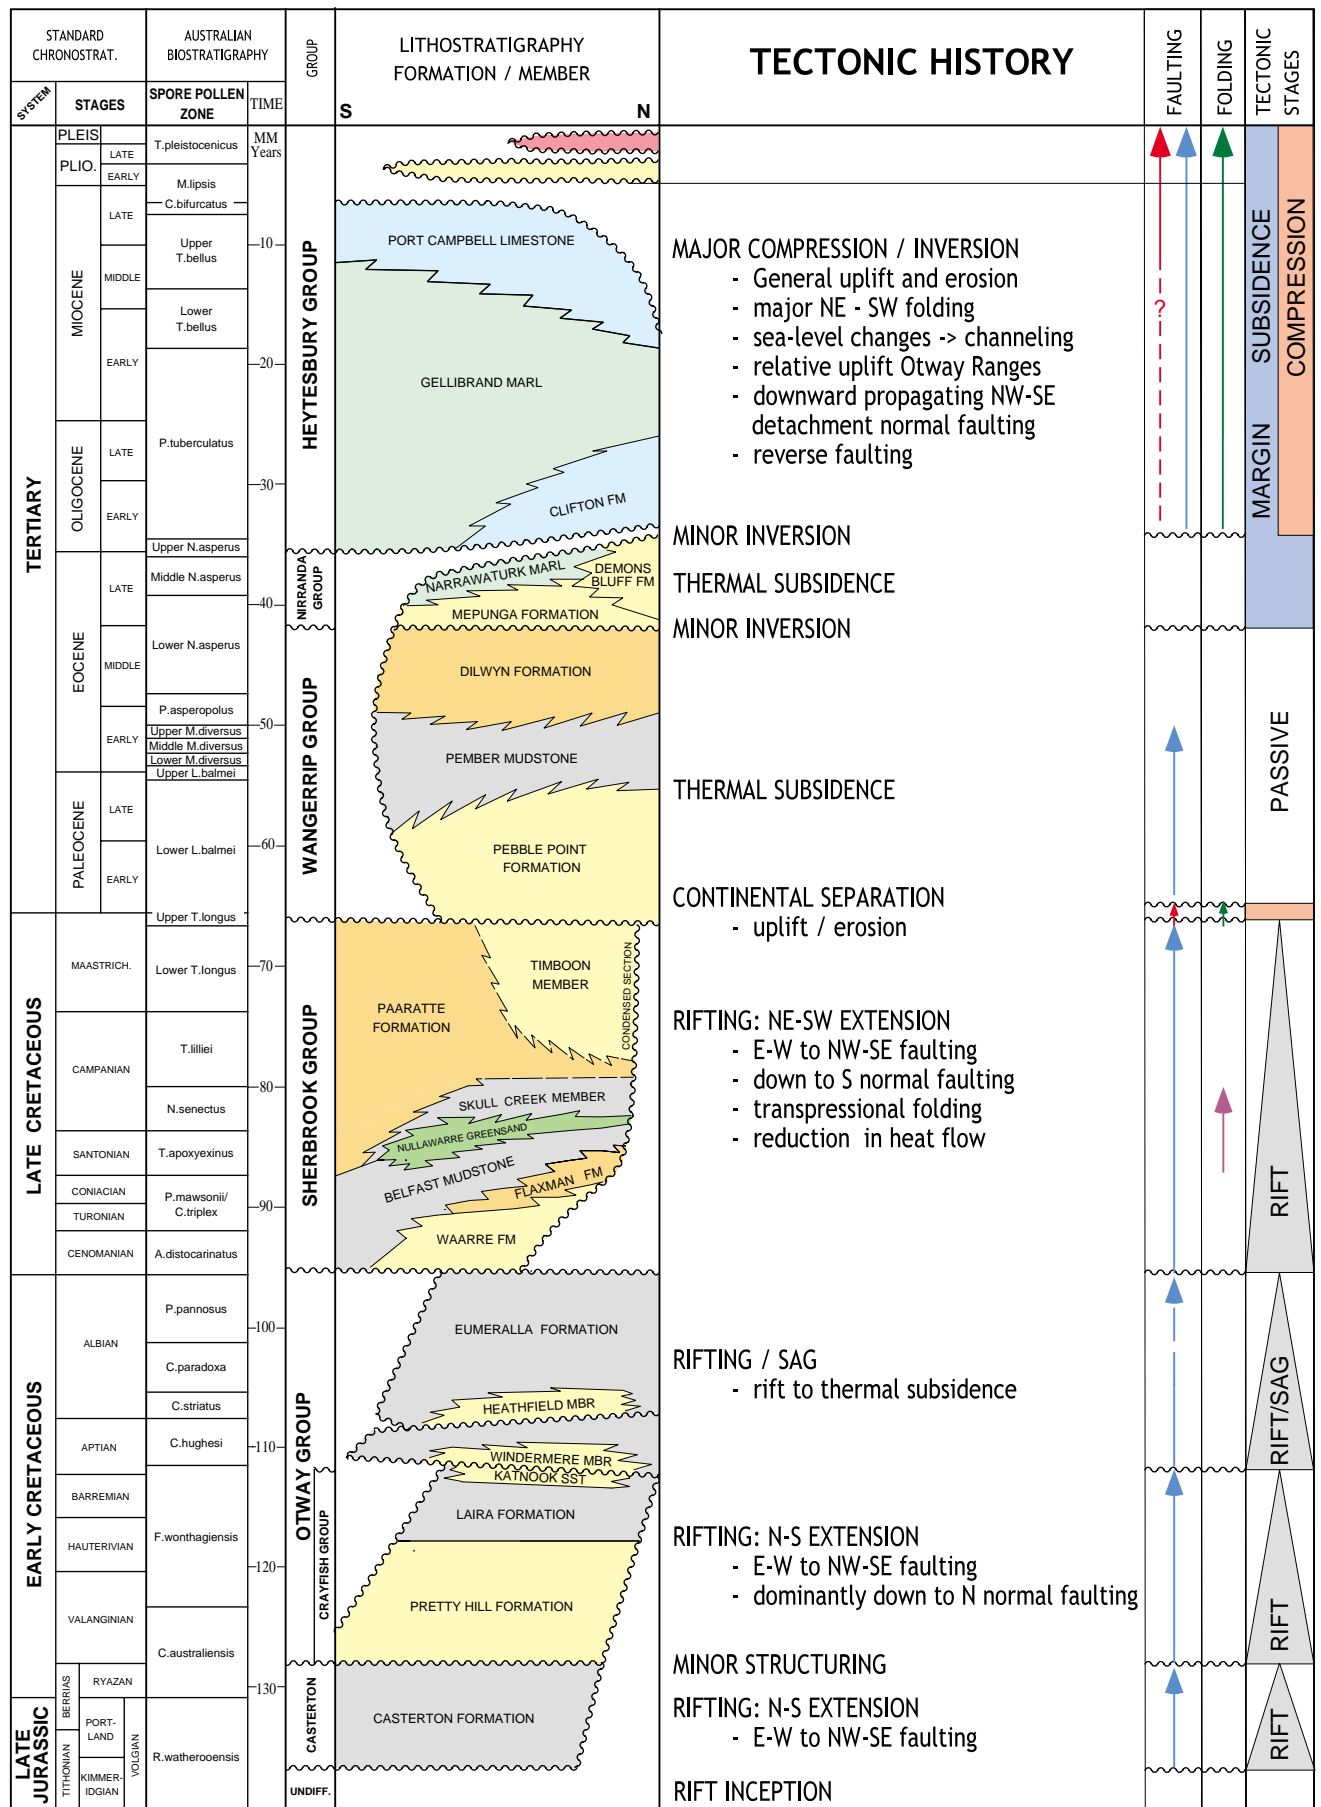 STANDARD
CHRONOSTRAT.
AUSTRALIAN
BIOSTRATIGRAPHY
GROUP
LITHOSTRATIGRAPHY
FORMATION / MEMBER
TECTONIC HISTORY
FAULTING
FOLDING
TECTONIC
STAGES
SYSTEM
STAGES
SPORE POLLEN
ZONE
TIME
S
N
MM
Years
10
20
30
40
50
60
70
80
90
100
110
120
130
TERTIARY
LATE CRETACEOUS
EARLY CRETACEOUS
LATE
JURASSIC
PLEIS
PLIO.
LATE
EARLY
MIOCENE
LATE
MIDDLE
EARLY
OLIGOCENE
LATE
EARLY
EOCENE
LATE
MIDDLE
EARLY
PALEOCENE
LATE
EARLY
MAASTRICH.
CAMPANIAN
SANTONIAN
CONIACIAN
TURONIAN
CENOMANIAN
ALBIAN
APTIAN
BARREMIAN
HAUTERIVIAN
VALANGINIAN
BERRIAS
RYAZAN
TITHONIAN
PORT-
LAND
KIMMER-
IDGIAN
VOLGIAN
T.pleistocenicus
M.lipsis
C.bifurcatus
Upper
T.bellus
Lower
T.bellus
P.tuberculatus
Upper N.asperus
Middle N.asperus
Lower N.asperus
P.asperopolus
Upper M.diversus
Middle M.diversus
Lower M.diversus
Upper L.balmei
Lower L.balmei
Upper T.longus
Lower T.longus
T.lilliei
N.senectus
T.apoxyexinus
P.mawsonii/
C.triplex
A.distocarinatus
P.pannosus
C.paradoxa
C.striatus
C.hughesi
F.wonthagiensis
C.australiensis
R.watherooensis
HEYTESBURY GROUP
NIRRANDA
GROUP
WANGERRIP GROUP
SHERBROOK GROUP
OTWAY GROUP
CRAYFISH GROUP
CASTERTON
UNDIFF.
PORT CAMPBELL LIMESTONE
GELLIBRAND MARL
CLIFTON FM
NARRAWATURK MARL
DEMONS
BLUFF FM
MEPUNGA FORMATION
DILWYN FORMATION
PEMBER MUDSTONE
PEBBLE POINT
FORMATION
TIMBOON
MEMBER
CONDENSED SECTION
PAARATTE
FORMATION
SKULL CREEK MEMBER
NULLAWARRE GREENSAND
BELFAST MUDSTONE
FLAXMAN FM
WAARRE FM
EUMERALLA FORMATION
HEATHFIELD MBR
WINDERMERE MBR
KATNOOK SST
LAIRA FORMATION
PRETTY HILL FORMATION
CASTERTON FORMATION
MAJOR COMPRESSION / INVERSION
- General uplift and erosion
- major NE - SW folding
- sea-level changes -> channeling
- relative uplift Otway Ranges
- downward propagating NW-SE
detachment normal faulting
- reverse faulting
MINOR INVERSION
THERMAL SUBSIDENCE
MINOR INVERSION
THERMAL SUBSIDENCE
CONTINENTAL SEPARATION
- uplift / erosion
RIFTING: NE-SW EXTENSION
- E-W to NW-SE faulting
- down to S normal faulting
- transpressional folding
- reduction in heat flow
RIFTING / SAG
- rift to thermal subsidence
RIFTING: N-S EXTENSION
- E-W to NW-SE faulting
- dominantly down to N normal faulting
MINOR STRUCTURING
RIFTING: N-S EXTENSION
- E-W to NW-SE faulting
RIFT INCEPTION
?
MARGIN SUBSIDENCE
COMPRESSION
PASSIVE
RIFT
RIFT/SAG
RIFT
RIFT